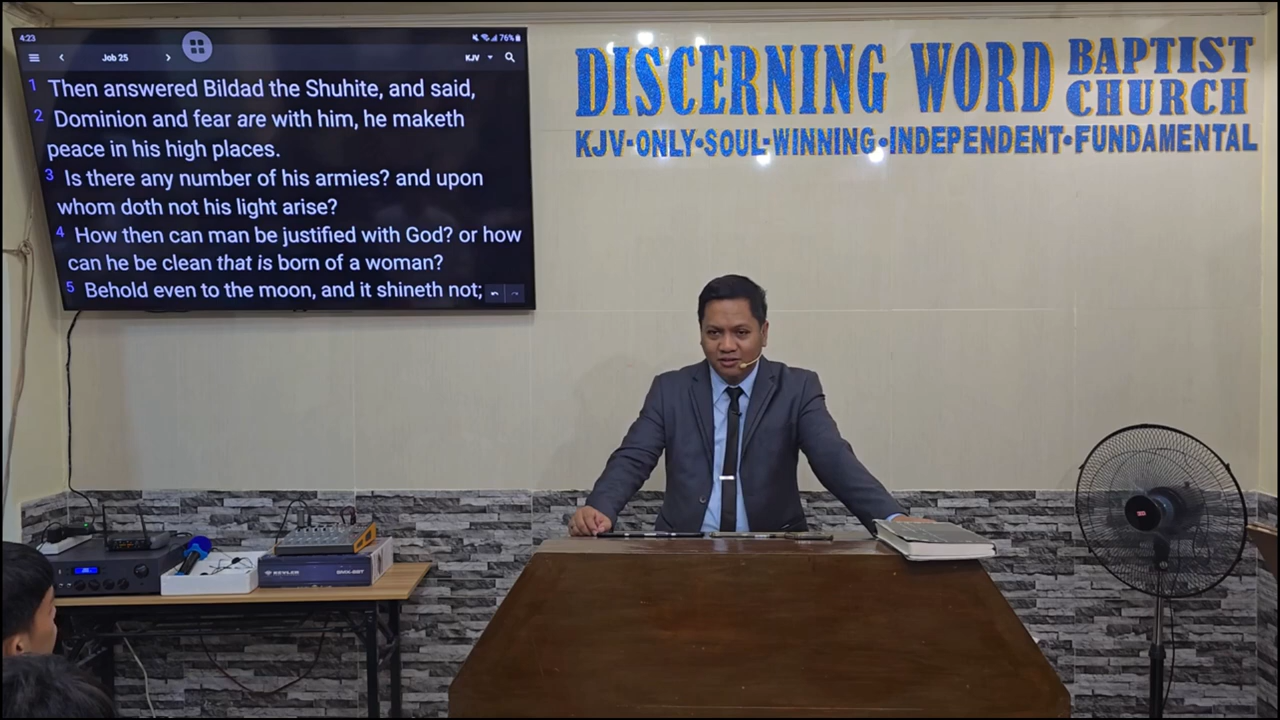 4:23
76%
Job 25
KJV
1 Then answered Bildad the Shuhite, and said,
2 Dominion and fear are with him, he maketh
peace in his high places.
3 Is there any number of his armies? and upon
whom doth not his light arise?
4 How then can man be justified with God? or how
can he be clean that is born of a woman?
5 Behold even to the moon, and it shineth not;
DISCERNING WORD BAPTIST CHURCH
KJV-ONLY•SOUL-WINNING•INDEPENDENT•FUNDAMENTAL